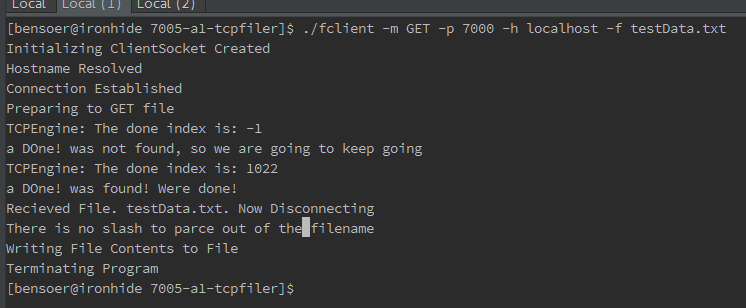 Local Local (1) Local (2)
[bensoer@ironhide 7005-a1-tcpfiler]$ ./fclient -m GET -p 7000 -h localhost -f testData.txt
Initializing ClientSocket Created
Hostname Resolved
Connection Established
Preparing to GET file
TCPEngine: The done index is: -1
a DOne! was not found, so we are going to keep going
TCPEngine: The done index is: 1022
a DOne! was found! Were done!
Recieved File. testData.txt. Now Disconnecting
There is no slash to parce out of the filename
Writing File Contents to File
Terminating Program
[bensoer@ironhide 7005-a1-tcpfiler]$